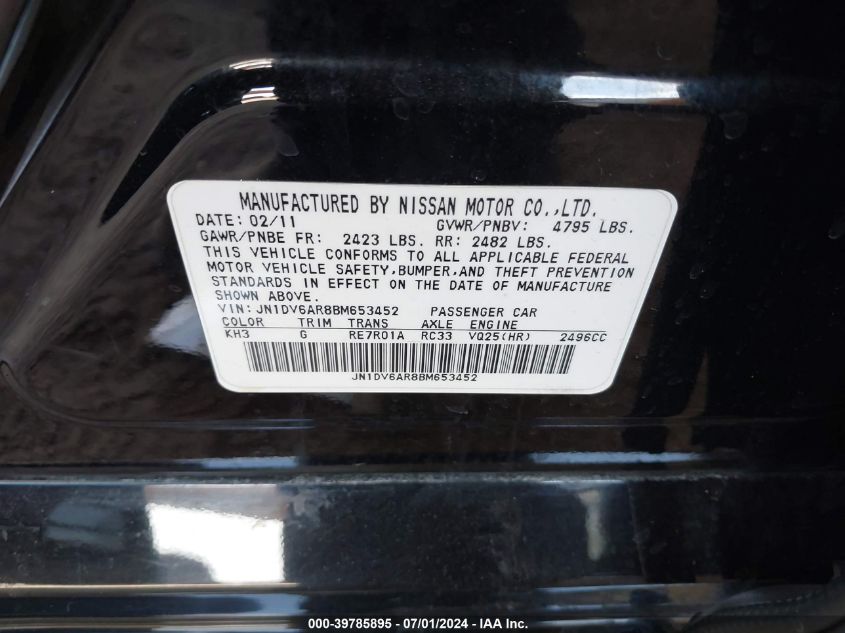 MANUFACTURED BY NISSAN MOTOR CO.,LTD.
DATE: 02/11 GVWR/PNBV: 4795 LBS.
GAWR/PNBE FR: 2423 LBS. RR: 2482 LBS.
THIS VEHICLE CONFORMS TO ALL APPLICABLE FEDERAL
MOTOR VEHICLE SAFETY,BUMPER,AND THEFT PREVENTION
STANDARDS IN EFFECT ON THE DATE OF MANUFACTURE
SHOWN ABOVE.
VIN: JN1DV6AR8BM653452 PASSENGER CAR
COLOR TRIM TRANS AXLE ENGINE
KH3 G RE7R01A RC33 VQ25(HR) 2496CC
JN1DV6AR8BM653452
000-39785895 - 07/01/2024 - © IAA Holdings, LLC.